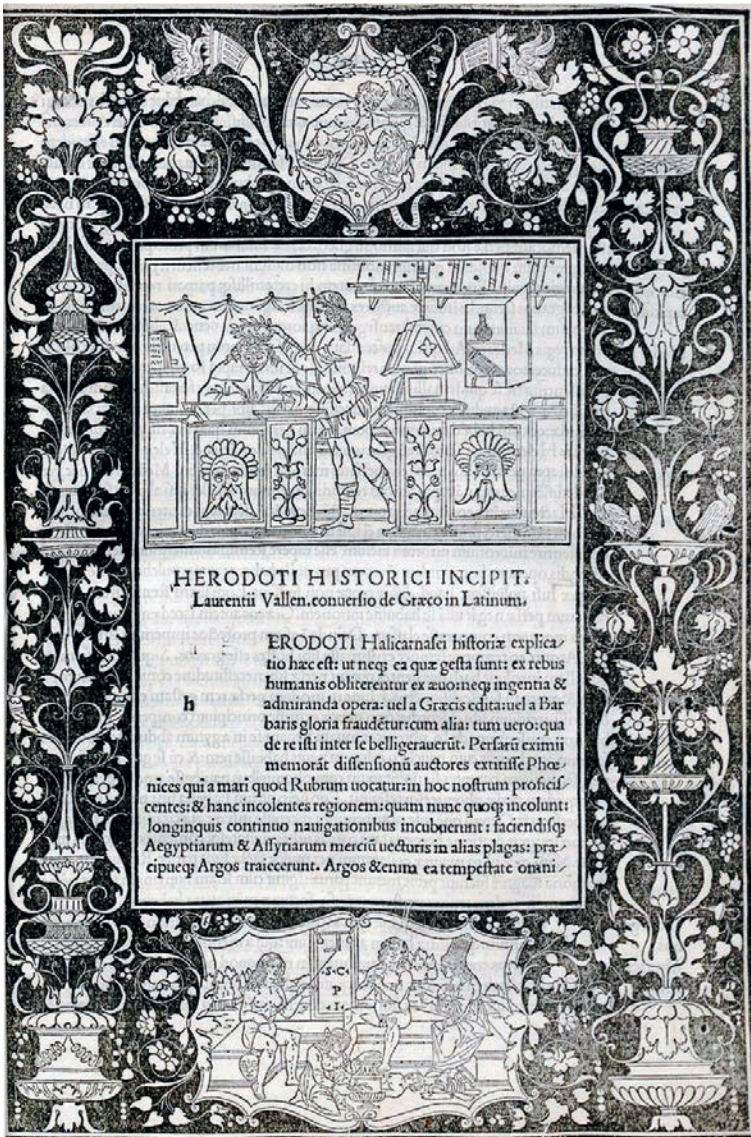 HERODOTI HISTORICI INCIPIT.
Laurentii Vallen. conuersio de Græco in Latinum.
ERODOTI Halicarnasei historiæ explica/
tio hæc est: ut neq; ea quæ gesta sunt: ex rebus
humanis obliterentur ex æuo: neq; ingentia &
h
admiranda opera: uel a Græcis edita: uel a Bar
baris gloria fraudētur: cum alia: tum uero: qua
de re isti inter se belligerauerūt. Persarū eximii
memorāt dissensionū auctores extitisse Phœ/
nices qui a mari quod Rubrum uocatur: in hoc nostrum proficis/
centes: & hanc incolentes regionem: quam nunc quoq; incolunt:
longinquis continuo nauigationibus incubuerunt: faciendisq;
Aegyptiarum & Assyriarum merciū uecturis in alias plagas: præ/
cipueq; Argos traiecerunt. Argos &enim ea tempestate omni/
S·C·
P
·I·